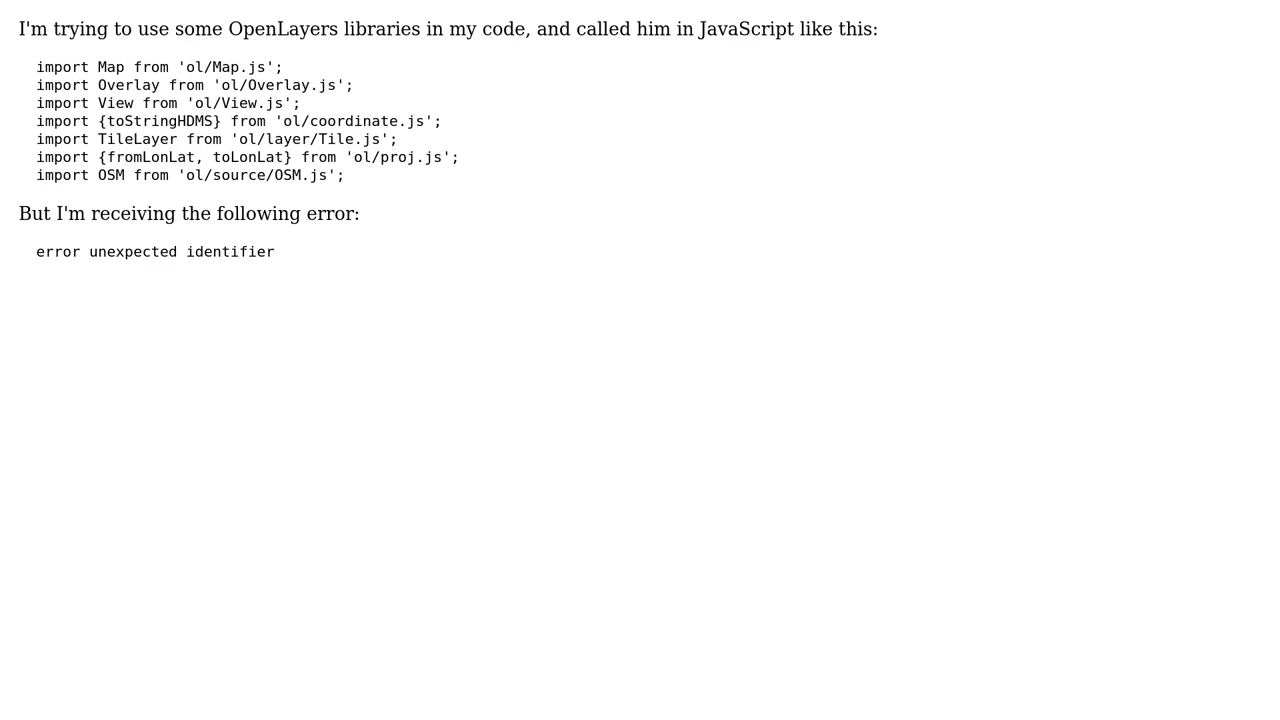 I'm trying to use some OpenLayers libraries in my code, and called him in JavaScript like this:
import Map from 'ol/Map.js';
import Overlay from 'ol/Overlay.js';
import View from 'ol/View.js';
import {toStringHDMS} from 'ol/coordinate.js';
import TileLayer from 'ol/layer/Tile.js';
import {fromLonLat, toLonLat} from 'ol/proj.js';
import OSM from 'ol/source/OSM.js';
But I'm receiving the following error:
error unexpected identifier